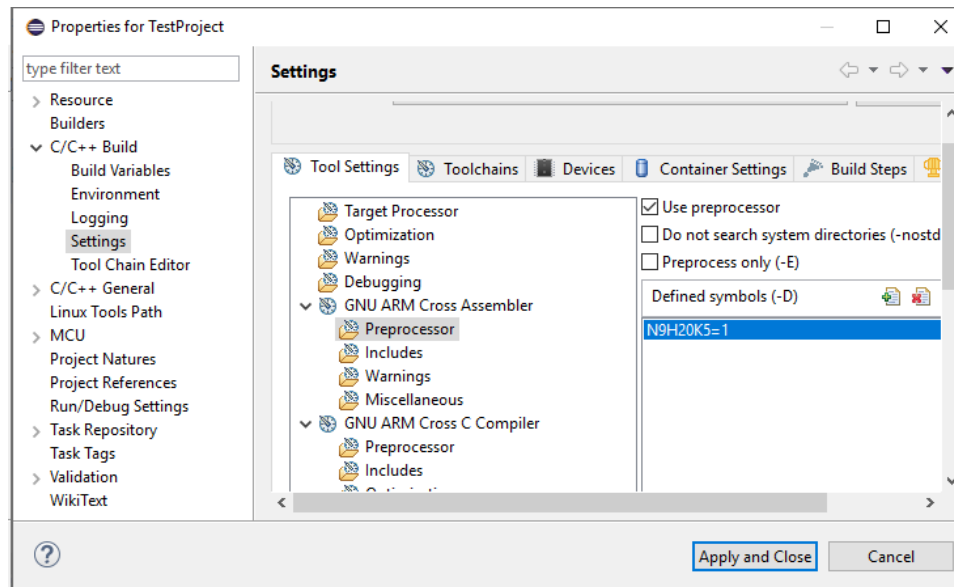 Properties for TestProject
type filter text
Resource
Builders
C/C++ Build
Build Variables
Environment
Logging
Settings
Tool Chain Editor
C/C++ General
Linux Tools Path
MCU
Project Natures
Project References
Run/Debug Settings
Task Repository
Task Tags
Validation
WikiText
Settings
Tool Settings
Toolchains
Devices
Container Settings
Build Steps
Target Processor
Optimization
Warnings
Debugging
GNU ARM Cross Assembler
Preprocessor
Includes
Warnings
Miscellaneous
GNU ARM Cross C Compiler
Preprocessor
Includes
Use preprocessor
Do not search system directories (-nostd
Preprocess only (-E)
Defined symbols (-D)
N9H20K5=1
Apply and Close
Cancel